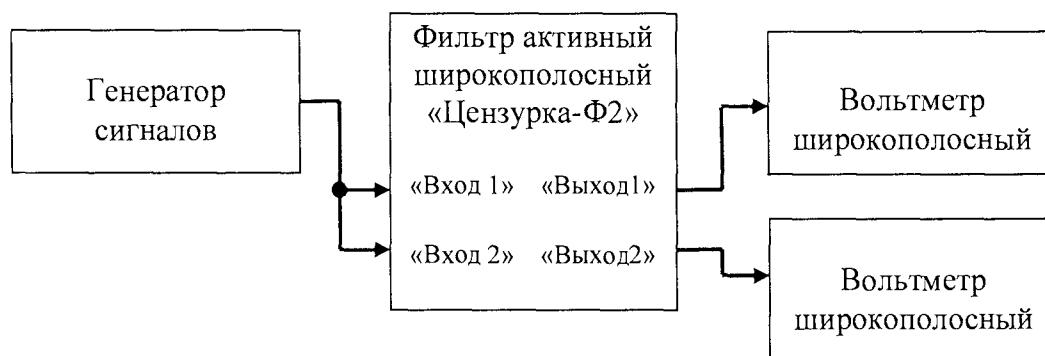 Генератор
сигналов
Фильтр активный
широкополосный
«Цензурка-Ф2»
«Вход 1» «Выход1»
«Вход 2» «Выход2»
Вольтметр
широкополосный
Вольтметр
широкополосный